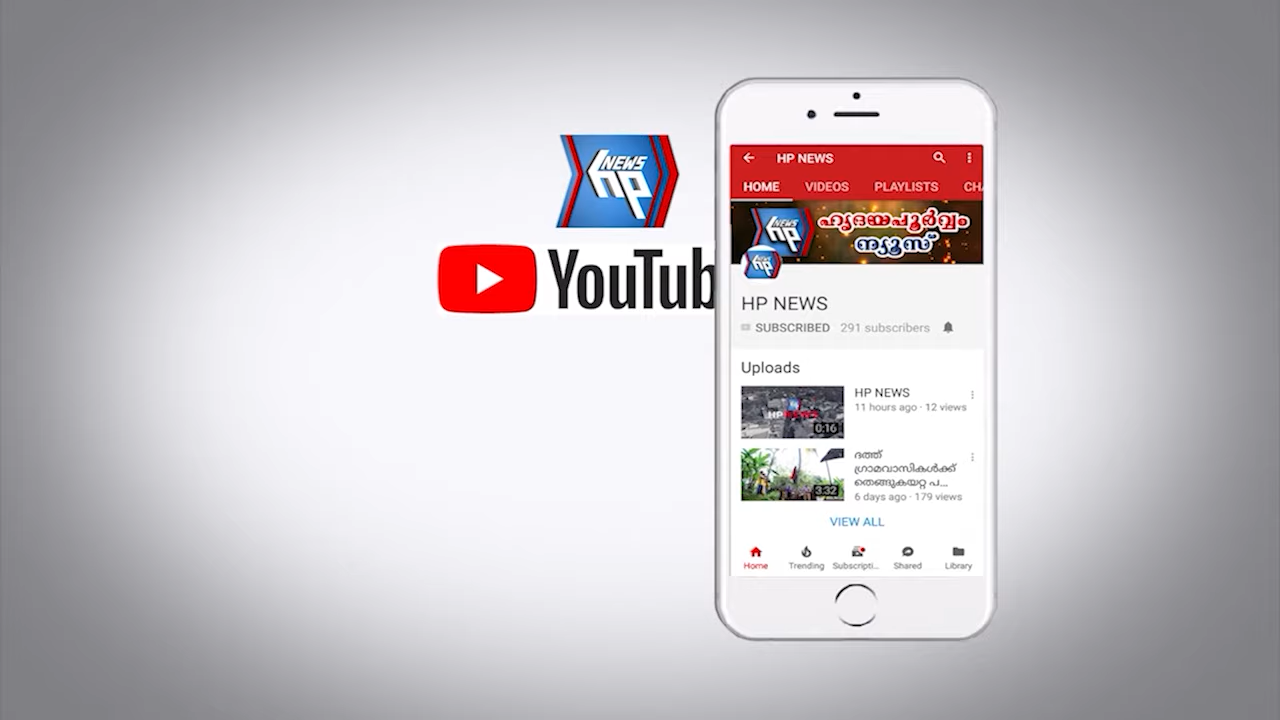 NEWS
hp
YouTub
HP NEWS
HOME VIDEOS PLAYLISTS CHA
NEWS
hp
ഹൃദയപൂർവ്വം
ന്യൂസ്
NEWS
hp
HP NEWS
SUBSCRIBED 291 subscribers
Uploads
HP NEWS
11 hours ago · 12 views
HP NEWS
0:16
ദത്ത്
ഗ്രാമവാസികൾക്ക്
തെങ്ങുകയറ്റ പ...
6 days ago · 179 views
3:32
VIEW ALL
Home Trending Subscripti... Shared Library